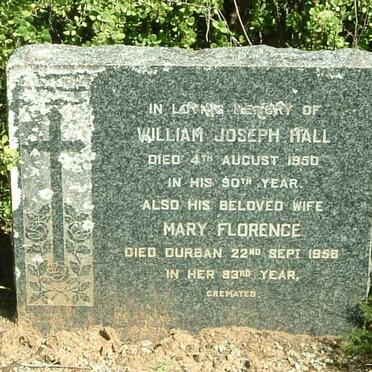 IN LOVING MEMORY OF
WILLIAM JOSEPH HALL
DIED 4TH AUGUST 1950
IN HIS 90TH YEAR.
ALSO HIS BELOVED WIFE
MARY FLORENCE
DIED DURBAN 22ND SEPT 1956
IN HER 83RD YEAR,
CREMATED